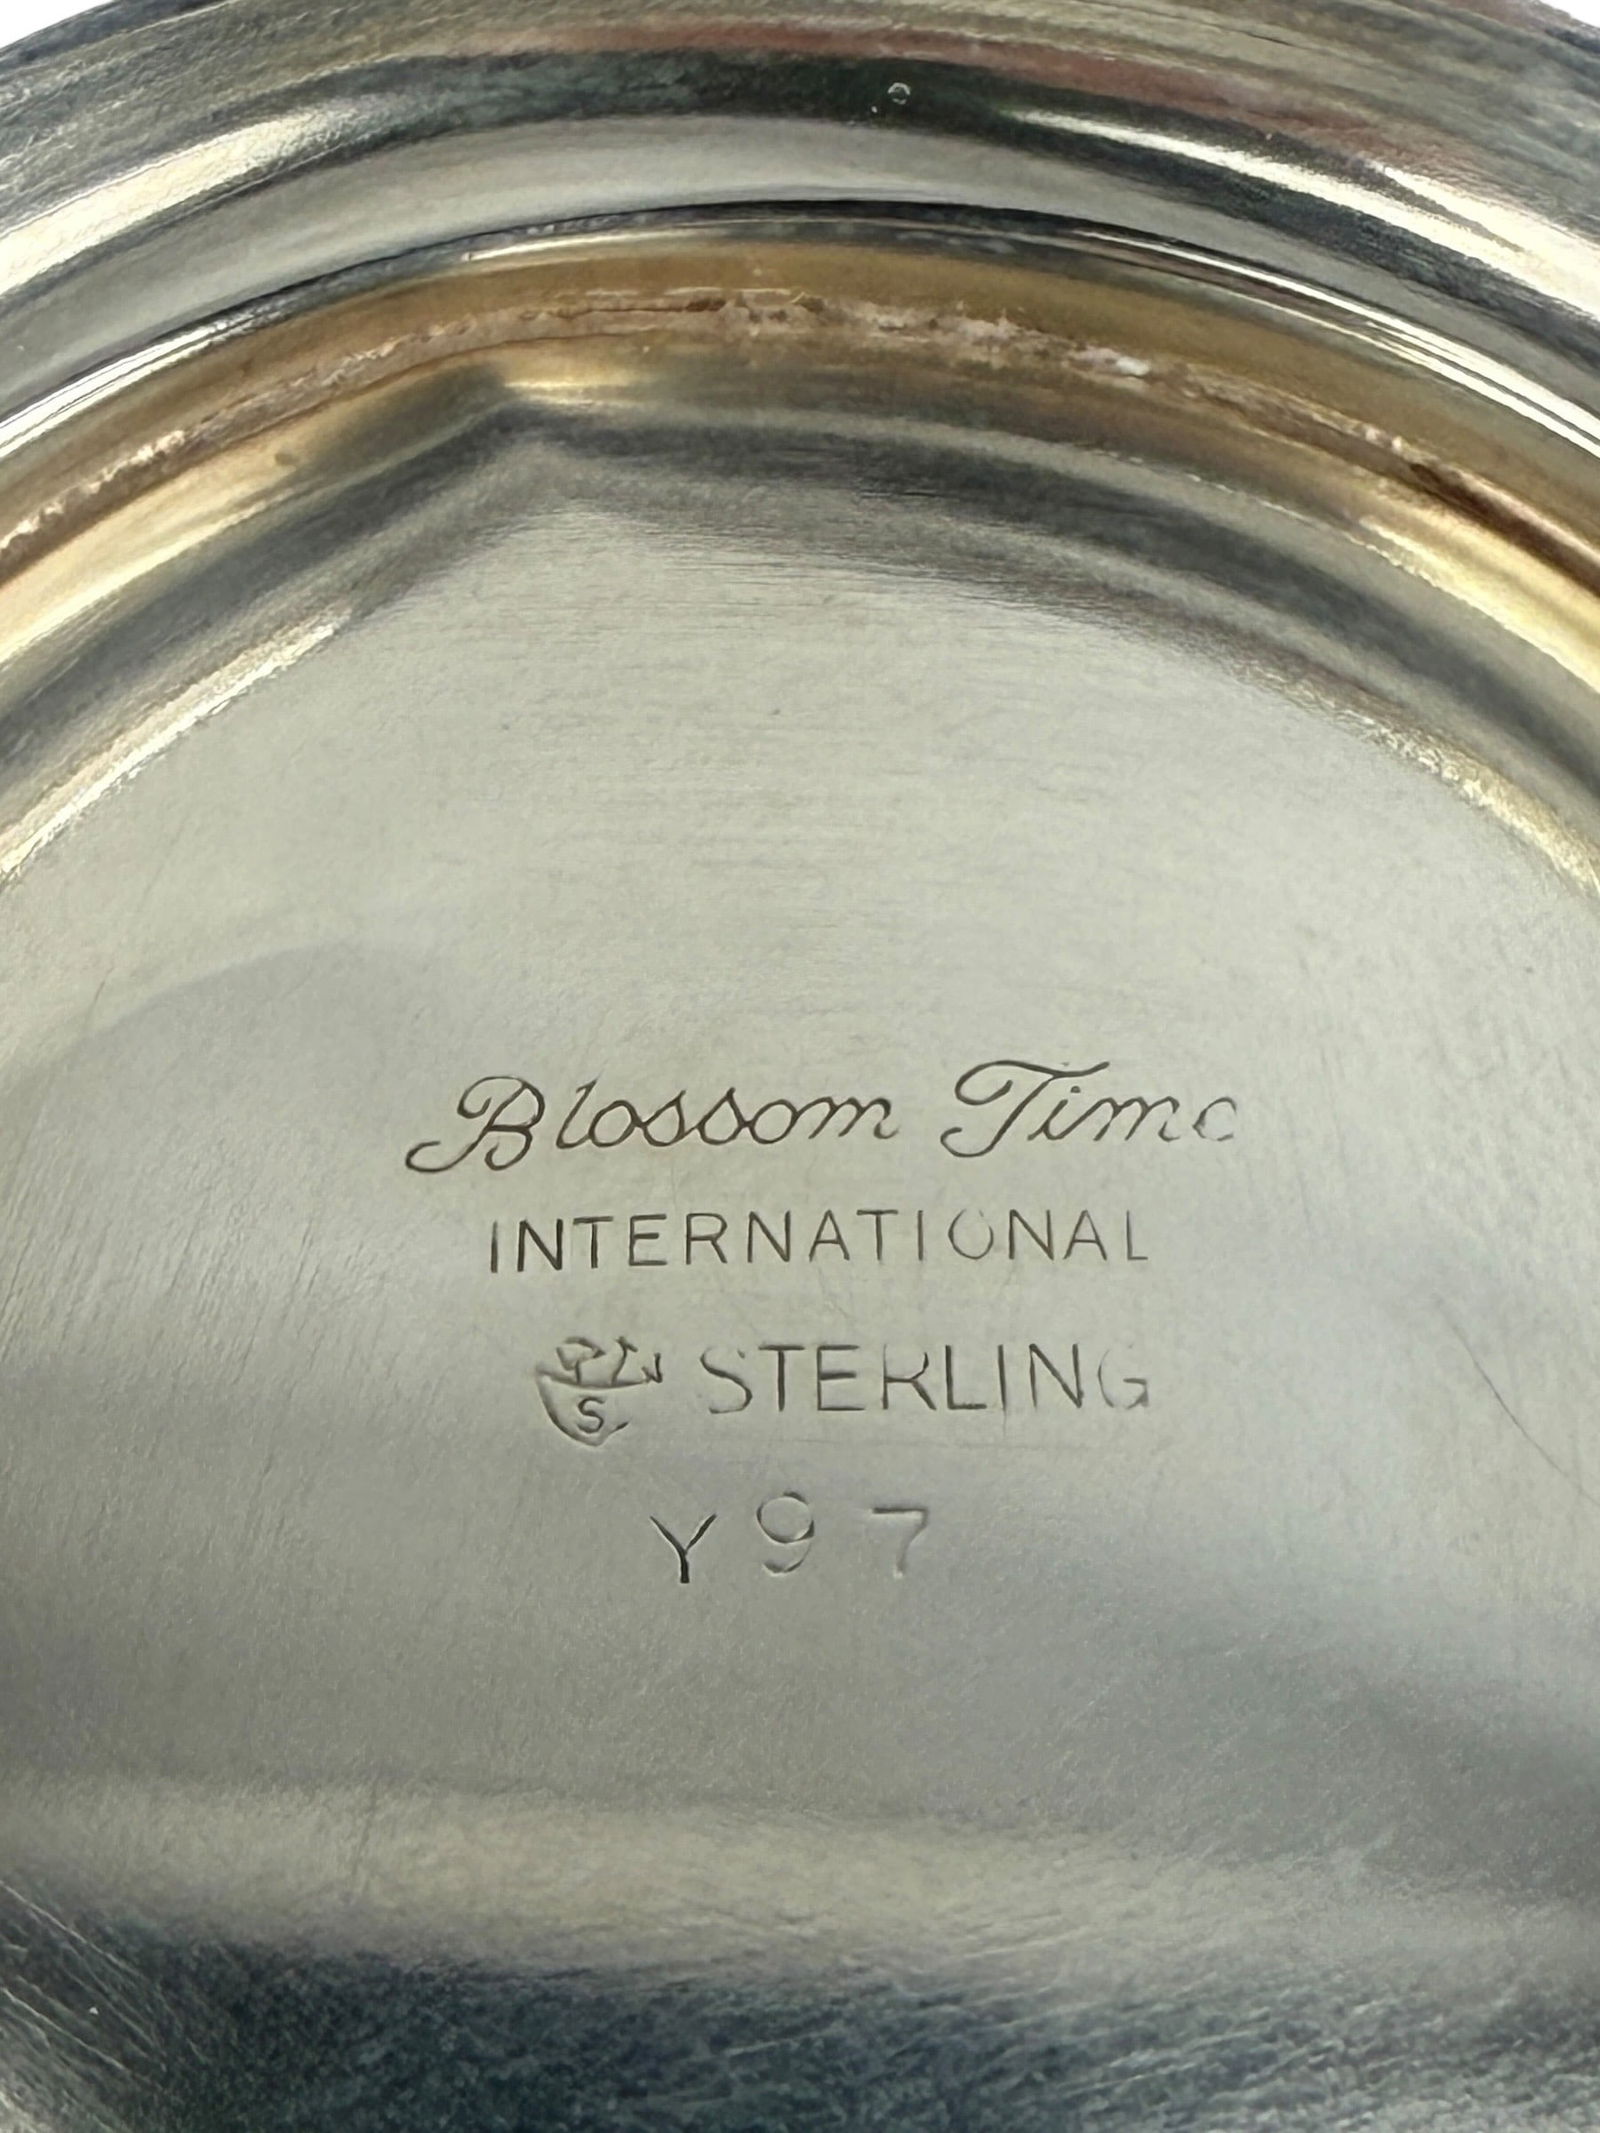 Blossom Time
INTERNATIONAL
S STERLING
Y97